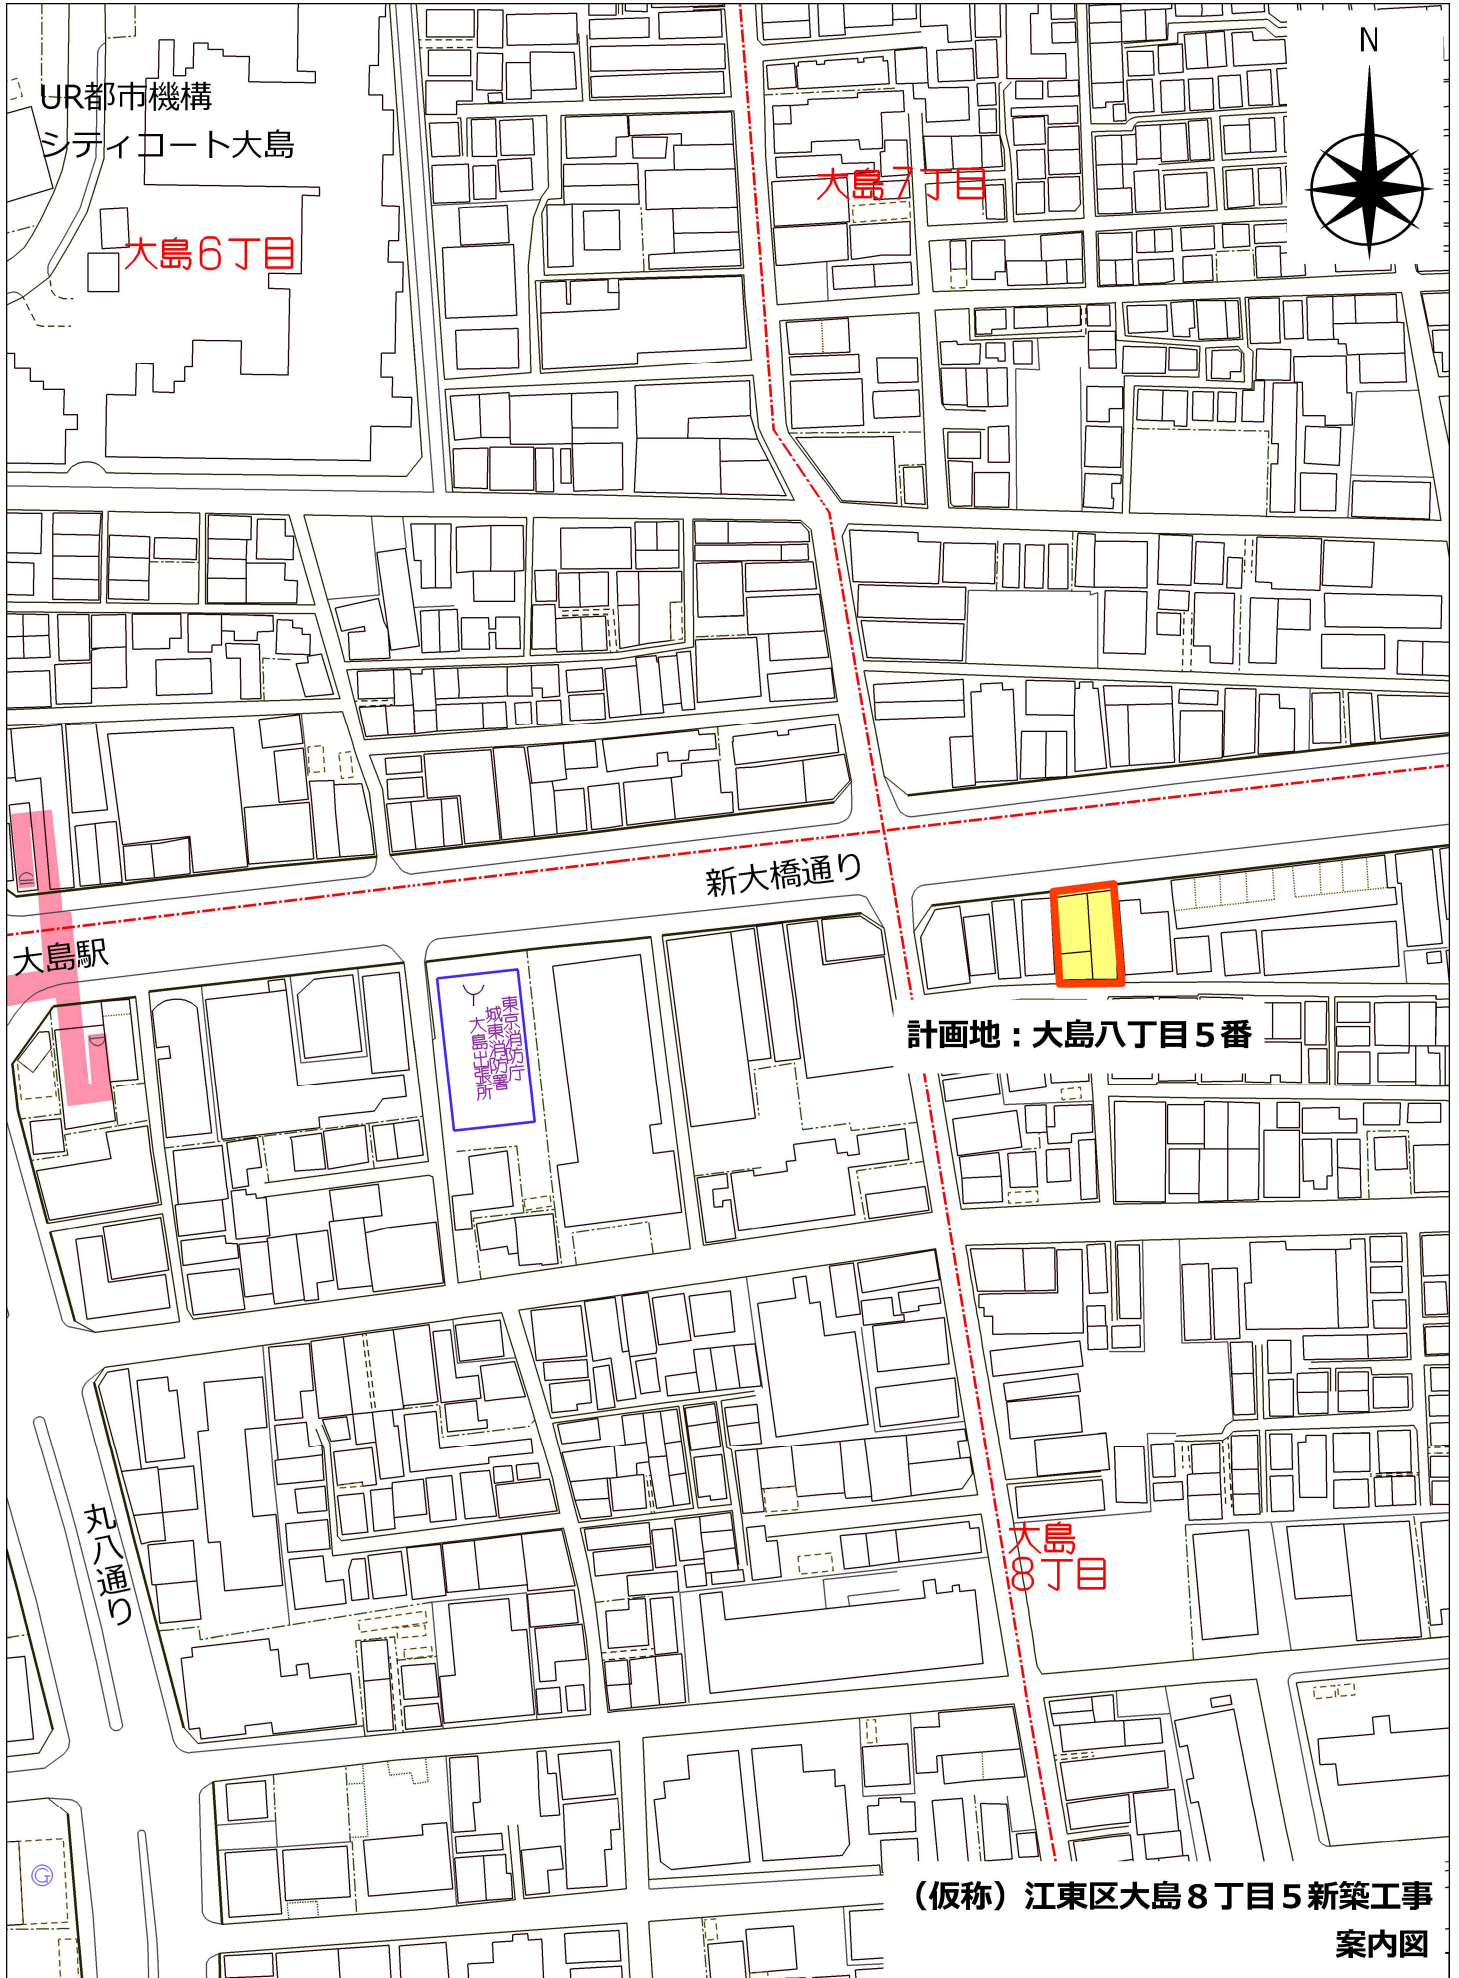 N
UR都市機構
シティコート大島
大島7丁目
大島6丁目
新大橋通り
大島駅
東京消防庁
城東消防署
大島出張所
計画地：大島八丁目５番
丸八通り
大島
8丁目
G
（仮称）江東区大島８丁目５新築工事
案内図